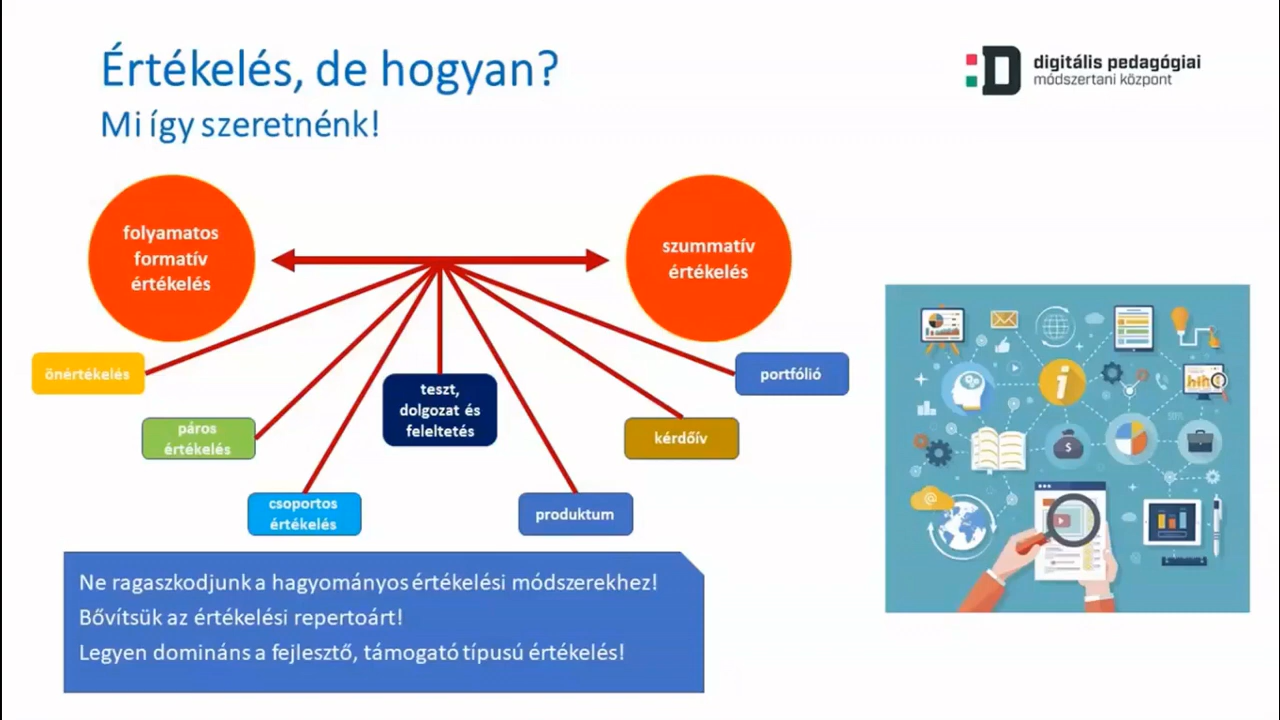 Értékelés, de hogyan?
Mi így szeretnénk!
digitális pedagógiai
módszertani központ
folyamatos
formatív
értékelés
szummatív
értékelés
önértékelés
páros
értékelés
csoportos
értékelés
teszt,
dolgozat és
feleltetés
produktum
kérdőív
portfólió
Ne ragaszkodjunk a hagyományos értékelési módszerekhez!
Bővítsük az értékelési repertoárt!
Legyen domináns a fejlesztő, támogató típusú értékelés!